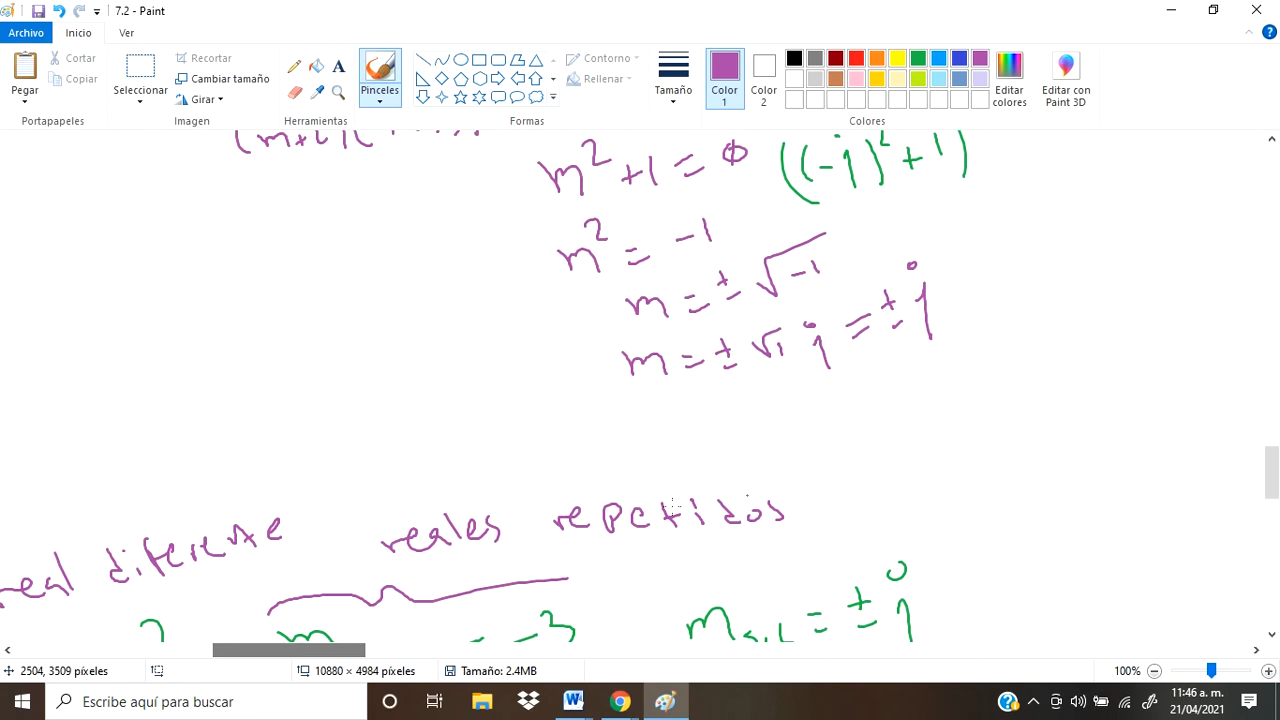 7.2 - Paint
Archivo Inicio Ver
Pegar
Cortar
Copiar
Portapapeles
Seleccionar
Recortar
Cambiar tamaño
Girar
Imagen
A
Herramientas
Pinceles
Contorno
Rellenar
Formas
Tamaño
Color 1
Color 2
Editar colores
Editar con Paint 3D
Colores
m² + 1 = 0 ((-i)² + 1)
m² = -1
m = ± √-1
m = ± √1 i = ± i
real diferente reales repetidos
= ± i
2504, 3509 píxeles 10880 × 4984 píxeles Tamaño: 2.4MB 100%
Escribe aquí para buscar
11:46 a. m.
21/04/2021